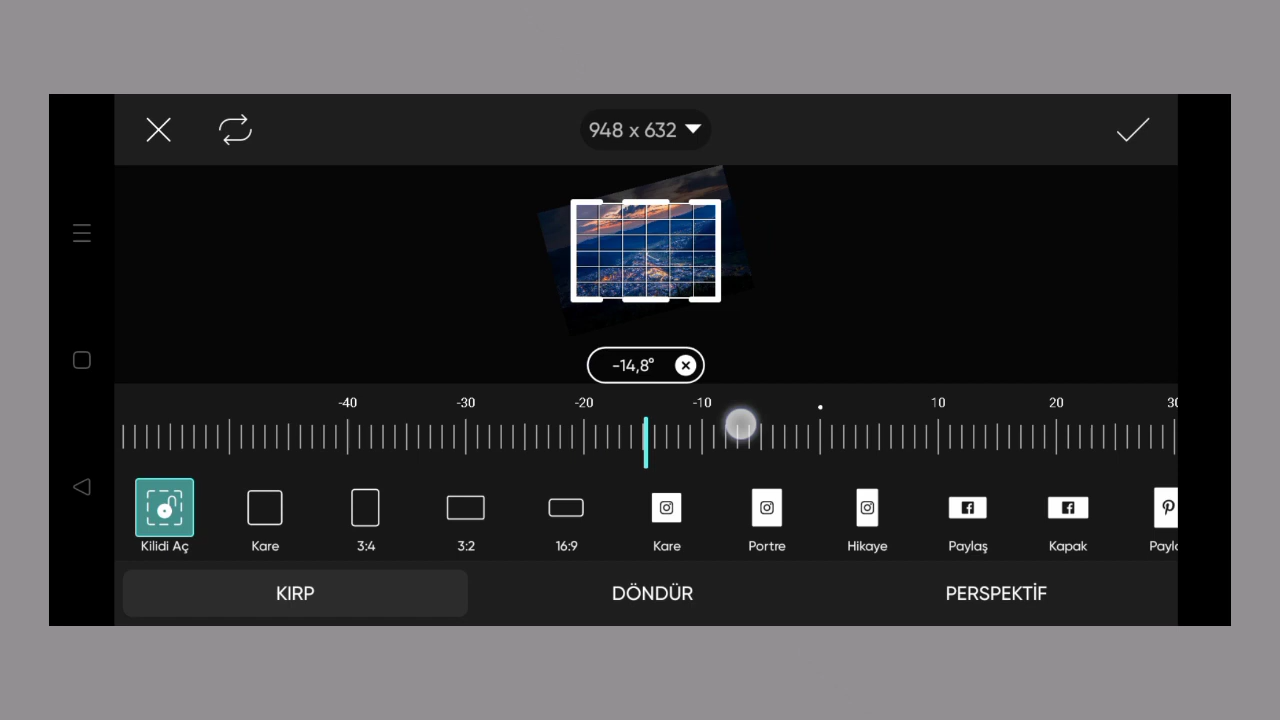 948 x 632
-14,8°
-40 -30 -20 -10 10 20 30
Kilidi Aç Kare 3:4 3:2 16:9 Kare Portre Hikaye Paylaş Kapak Payla
KIRP DÖNDÜR PERSPEKTİF